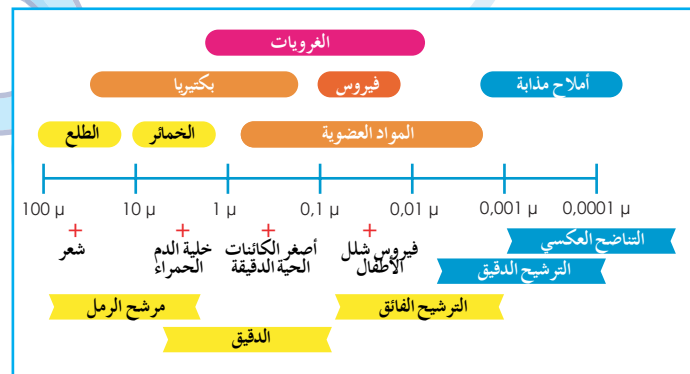 الغرويات
أملاح مذابة
فيروس
بكتيريا
المواد العضوية
الخمائر
الطلع
100 µ 10 µ 1 µ 0,1 µ 0,01 µ 0,001 µ 0,0001 µ
شعر
خلية الدم
الحمراء
أصغر الكائنات
الحية الدقيقة
فيروس شلل
الأطفال
التناضح العكسي
الترشيح الدقيق
الترشيح الفائق
مرشح الرمل
الدقيق